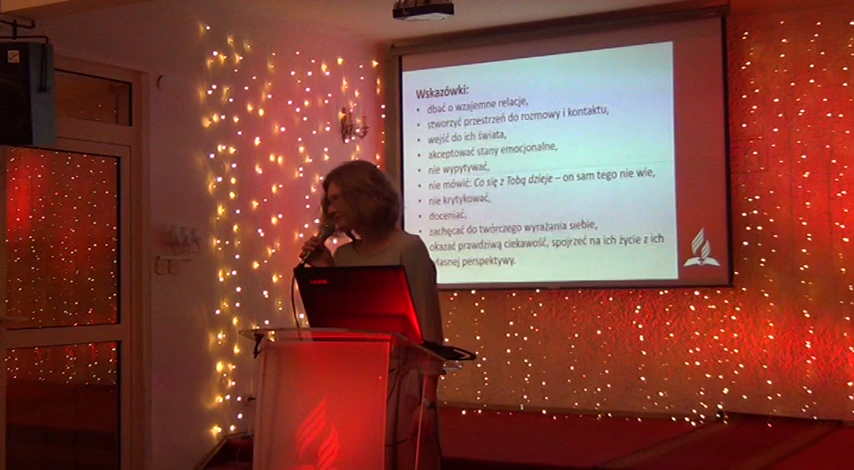 Wskazówki:
• dbać o wzajemne relacje,
• stworzyć przestrzeń do rozmowy i kontaktu,
• wejść do ich świata,
• akceptować stany emocjonalne,
• nie wypytywać,
• nie mówić: Co się z Tobą dzieje – on sam tego nie wie,
• nie krytykować,
• doceniać,
zachęcać do twórczego wyrażania siebie,
okazać prawdziwą ciekawość, spojrzeć na ich życie z ich
własnej perspektywy.